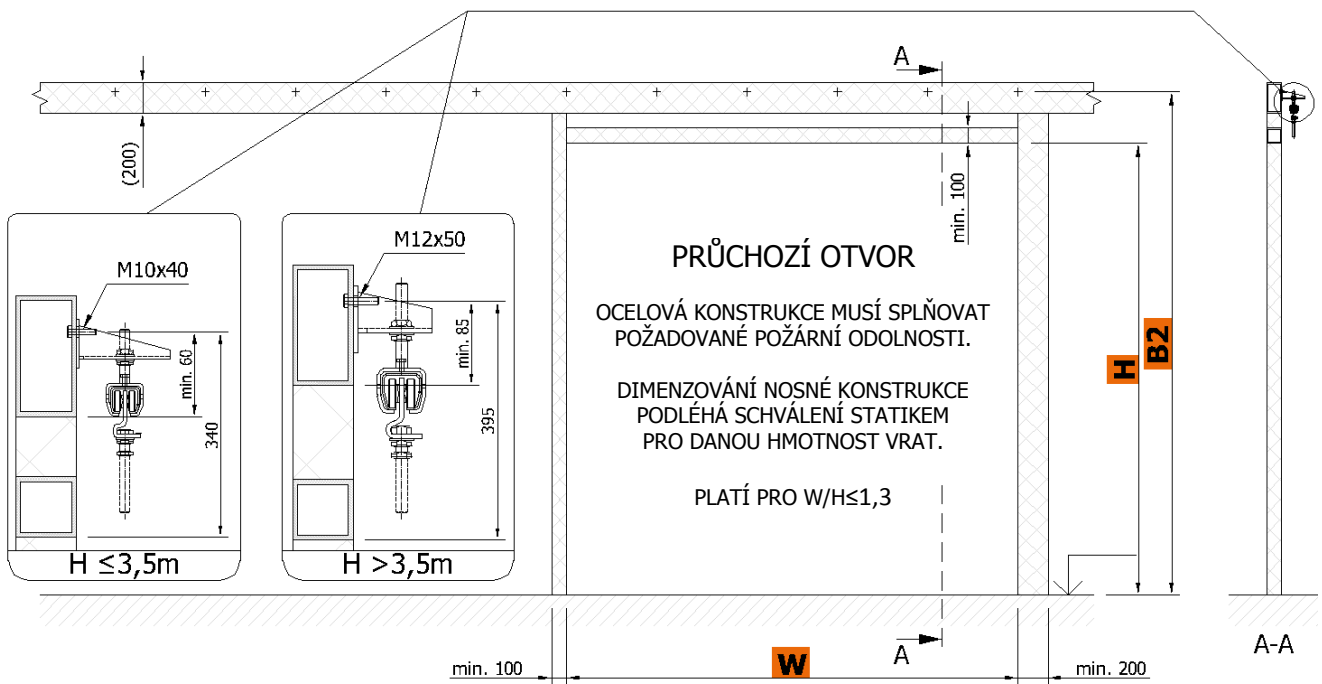 A
(200)
min. 100
M10x40
min. 60
340
H ≤3,5m
M12x50
min. 85
395
H >3,5m
PRŮCHOZÍ OTVOR
OCELOVÁ KONSTRUKCE MUSÍ SPLŇOVAT
POŽADOVANÉ POŽÁRNÍ ODOLNOSTI.
DIMENZOVÁNÍ NOSNÉ KONSTRUKCE
PODLÉHÁ SCHVÁLENÍ STATIKEM
PRO DANOU HMOTNOST VRAT.
PLATÍ PRO W/H≤1,3
H
B2
A
A-A
min. 100
W
min. 200